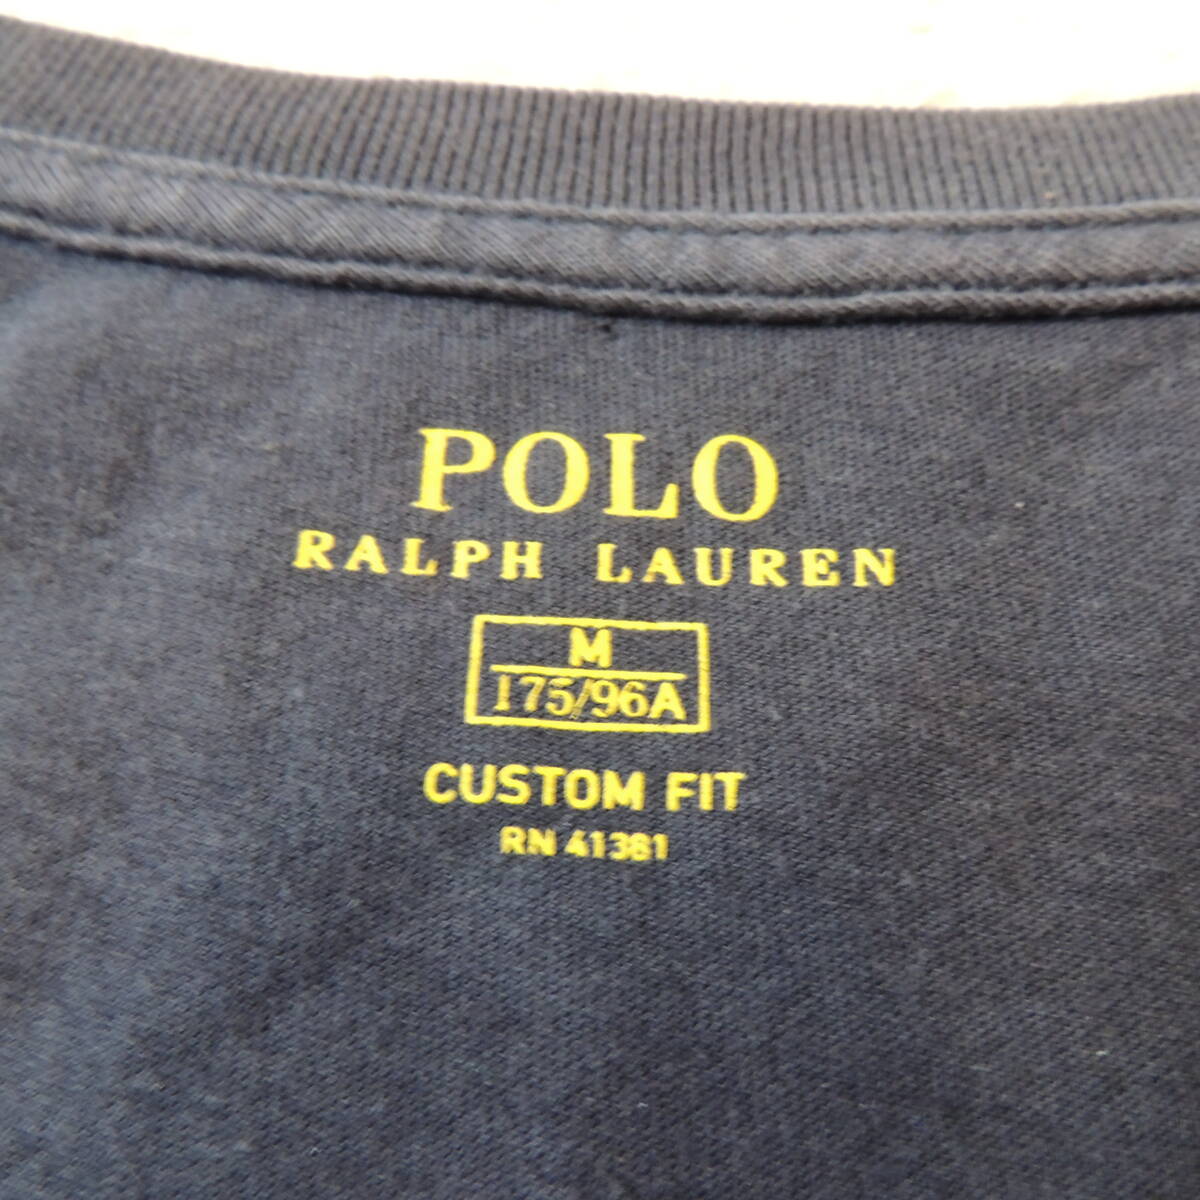 POLO
RALPH LAUREN
M
175/96A
CUSTOM FIT
RN 41381